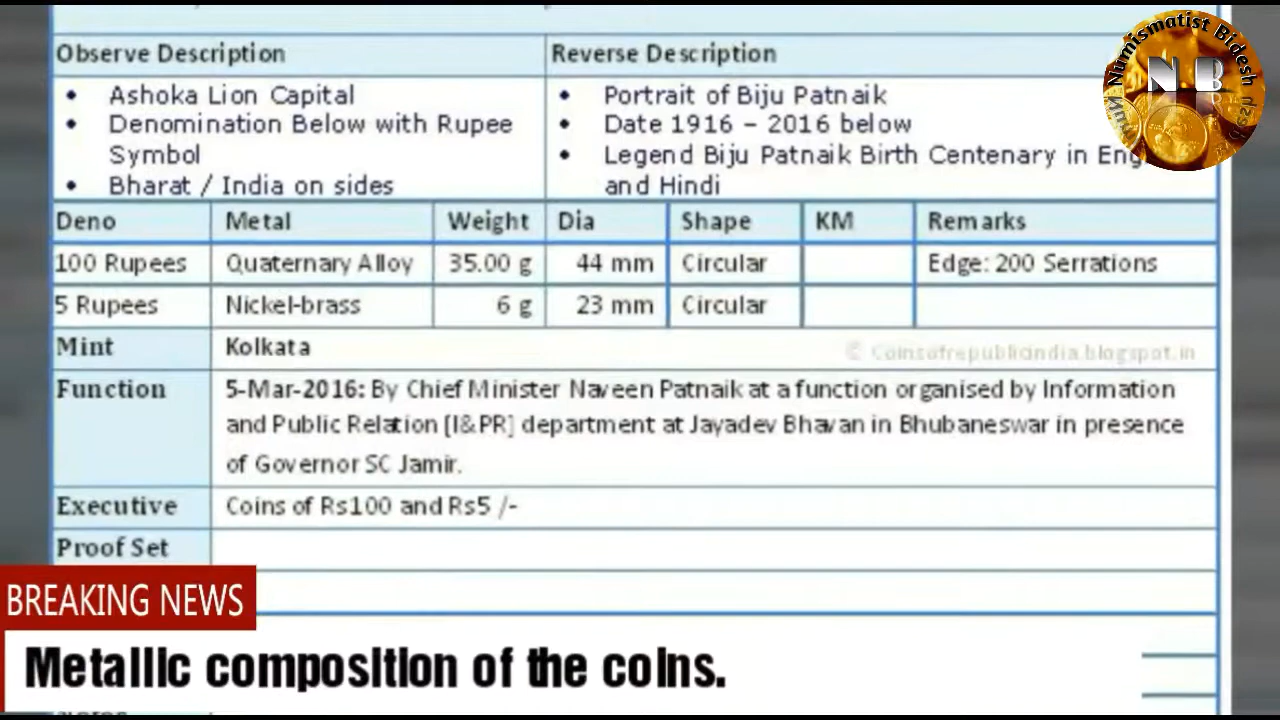 Observe Description
Reverse Description
• Ashoka Lion Capital
• Denomination Below with Rupee
Symbol
• Bharat / India on sides
• Portrait of Biju Patnaik
• Date 1916 – 2016 below
• Legend Biju Patnaik Birth Centenary in Eng
and Hindi
Numismatist Bidesh
NB
Deno Metal Weight Dia Shape KM Remarks
100 Rupees Quaternary Alloy 35.00 g 44 mm Circular Edge: 200 Serrations
5 Rupees Nickel-brass 6 g 23 mm Circular
Mint Kolkata
© Coinsofrepublicindia.blogspot.in
Function 5-Mar-2016: By Chief Minister Naveen Patnaik at a function organised by Information
and Public Relation [I&PR] department at Jayadev Bhavan in Bhubaneswar in presence
of Governor SC Jamir.
Executive Coins of Rs100 and Rs5 /-
Proof Set
BREAKING NEWS
Metallic composition of the coins.